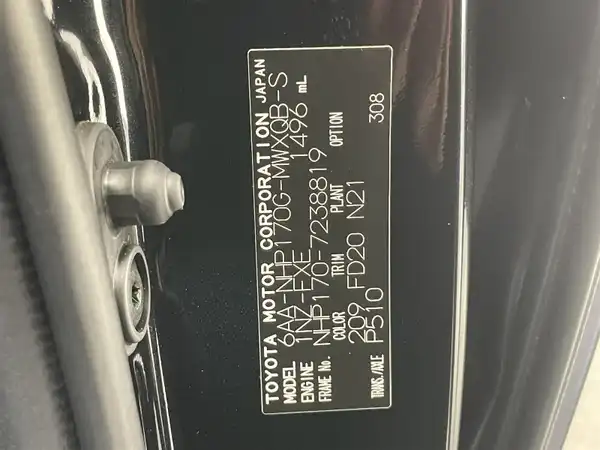 TOYOTA MOTOR CORPORATION JAPAN
MODEL 6AA-NHP170G-MWXQB-S
ENGINE 1NZ-FXE 1496 mL
FRAME No. NHP170-7238819
COLOR TRIM PLANT OPTION
209 FD20 N21
TRANS./AXLE P510 308